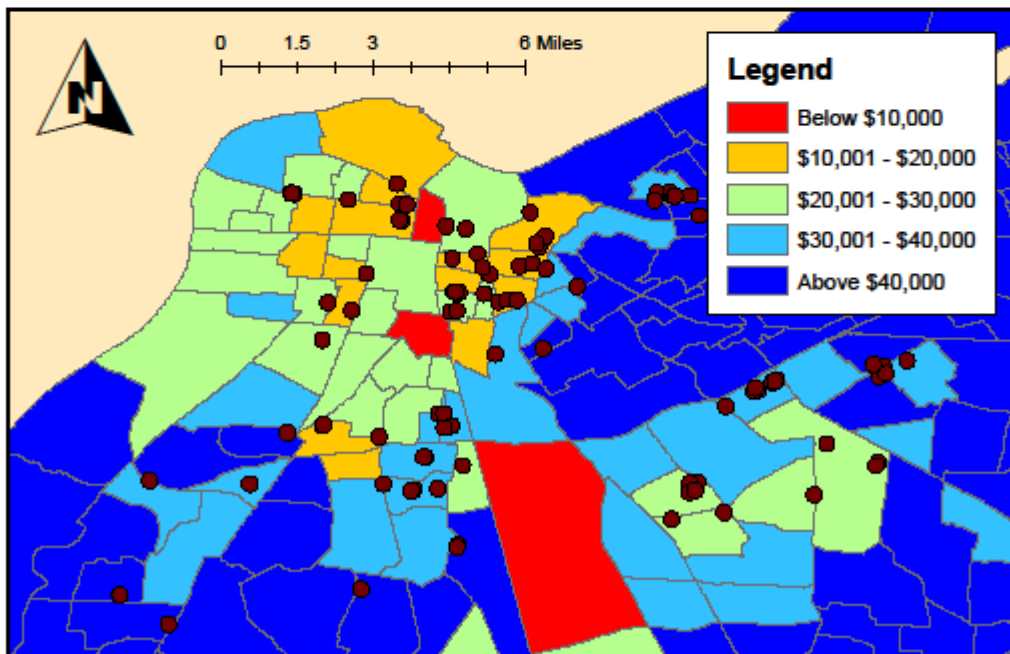 0 1.5 3 6 Miles
N
Legend
Below $10,000
$10,001 - $20,000
$20,001 - $30,000
$30,001 - $40,000
Above $40,000